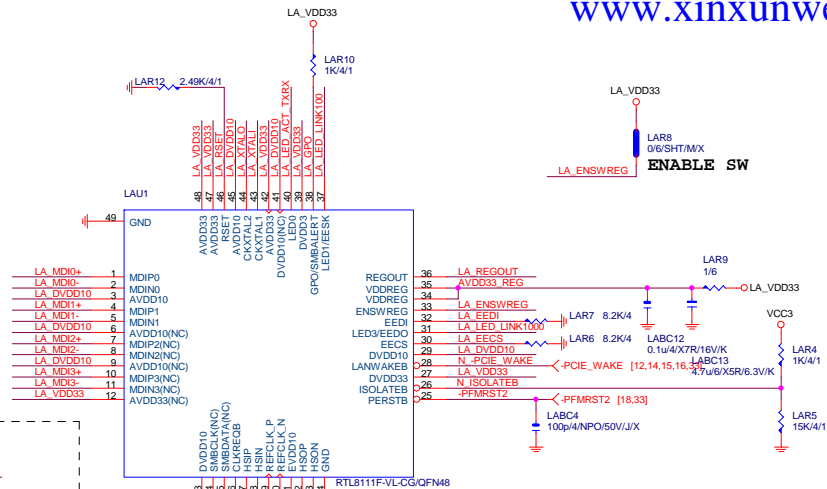 www.xinxunwe
LA_VDD33
LAR10
1K/4/1
LAR12 2.49K/4/1
LA_VDD33
LAR8
0/6/SHT/M/X
ENABLE SW
LA_ENSWREG
LA_VDD33
LA_VDD33
LA_RSET
LA_DVDD10
LA_XTALO
LA_XTALI
LA_VDD33
LA_DVDD10
LA_LED_ACT_TXRX
LA_VDD33
LA_GPO
LA_LED_LINK100
48 47 46 45 44 43 42 41 40 39 38 37
LAU1
49 GND
AVDD33
AVDD33
RSET
AVDD10
CKXTAL2
CKXTAL1
AVDD33
DVDD10(NC)
LED0
DVDD3
GPO/SMBALERT
LED1/EESK
LA_MDI0+ 1 MDIP0
LA_MDI0- 2 MDIN0
LA_DVDD10 3 AVDD10
LA_MDI1+ 4 MDIP1
LA_MDI1- 5 MDIN1
LA_DVDD10 6 AVDD10(NC)
LA_MDI2+ 7 MDIP2(NC)
LA_MDI2- 8 MDIN2(NC)
LA_DVDD10 9 AVDD10(NC)
LA_MDI3+ 10 MDIP3(NC)
LA_MDI3- 11 MDIN3(NC)
LA_VDD33 12 AVDD33(NC)
REGOUT 36 LA_REGOUT
VDDREG 35 AVDD33_REG
VDDREG 34
ENSWREG 33 LA_ENSWREG
EEDI 32 LA_EEDI
LED3/EEDO 31 LA_LED_LINK1000
EECS 30 LA_EECS
DVDD10 29 LA_DVDD10
LANWAKEB 28 N_-PCIE_WAKE
DVDD33 27 LA_VDD33
ISOLATEB 26 N_ISOLATEB
PERSTB 25 -PFMRST2
LAR9
1/6
LA_VDD33
LAR7 8.2K/4
LAR6 8.2K/4
LABC12
0.1u/4/X7R/16V/K
LABC13
4.7u/6/X5R/6.3V/K
VCC3
LAR4
1K/4/1
-PCIE_WAKE [12,14,15,16,33]
-PFMRST2 [18,33]
LABC4
100p/4/NPO/50V/J/X
LAR5
15K/4/1
DVDD10
SMBCLK(NC)
SMBDATA(NC)
CLKREQB
HSIP
HSIN
REFCLK_P
REFCLK_N
EVDD10
HSOP
HSON
GND
RTL8111F-VL-CG/QFN48